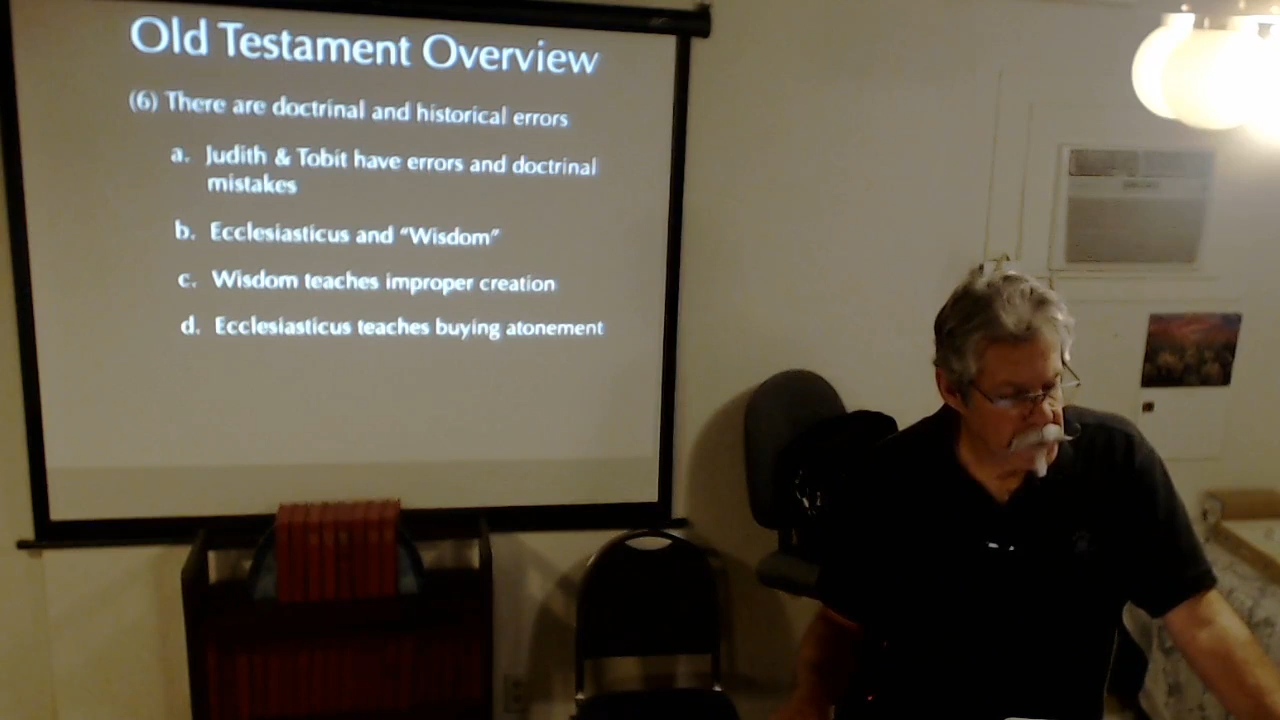 Old Testament Overview
(6) There are doctrinal and historical errors
a. Judith & Tobit have errors and doctrinal
mistakes
b. Ecclesiasticus and “Wisdom”
c. Wisdom teaches improper creation
d. Ecclesiasticus teaches buying atonement